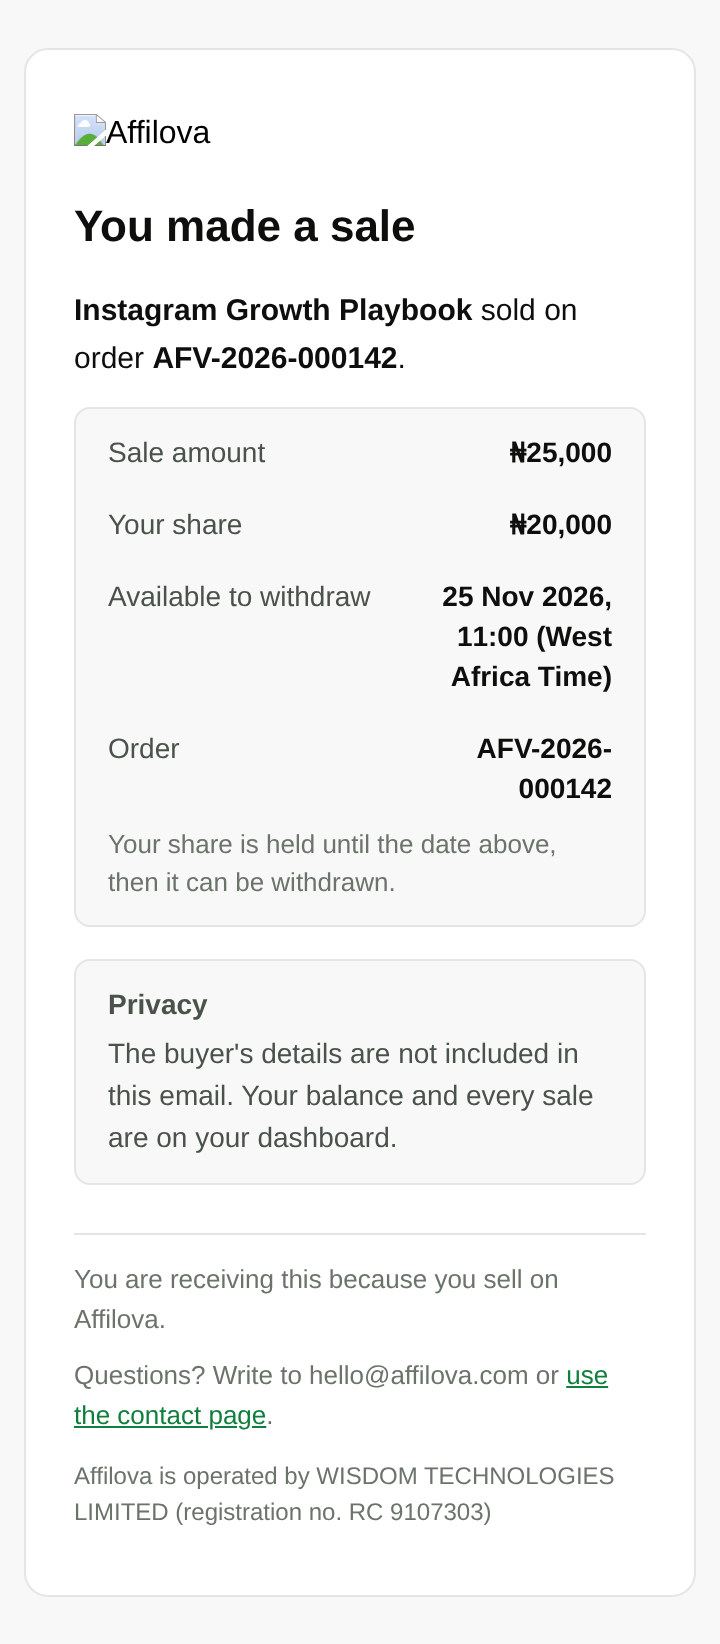 Affilova
You made a sale
Instagram Growth Playbook sold on
order AFV-2026-000142.
Sale amount ₦25,000
Your share ₦20,000
Available to withdraw 25 Nov 2026,
11:00 (West
Africa Time)
Order AFV-2026-
000142
Your share is held until the date above,
then it can be withdrawn.
Privacy
The buyer's details are not included in
this email. Your balance and every sale
are on your dashboard.
You are receiving this because you sell on
Affilova.
Questions? Write to hello@affilova.com or use
the contact page.
Affilova is operated by WISDOM TECHNOLOGIES
LIMITED (registration no. RC 9107303)